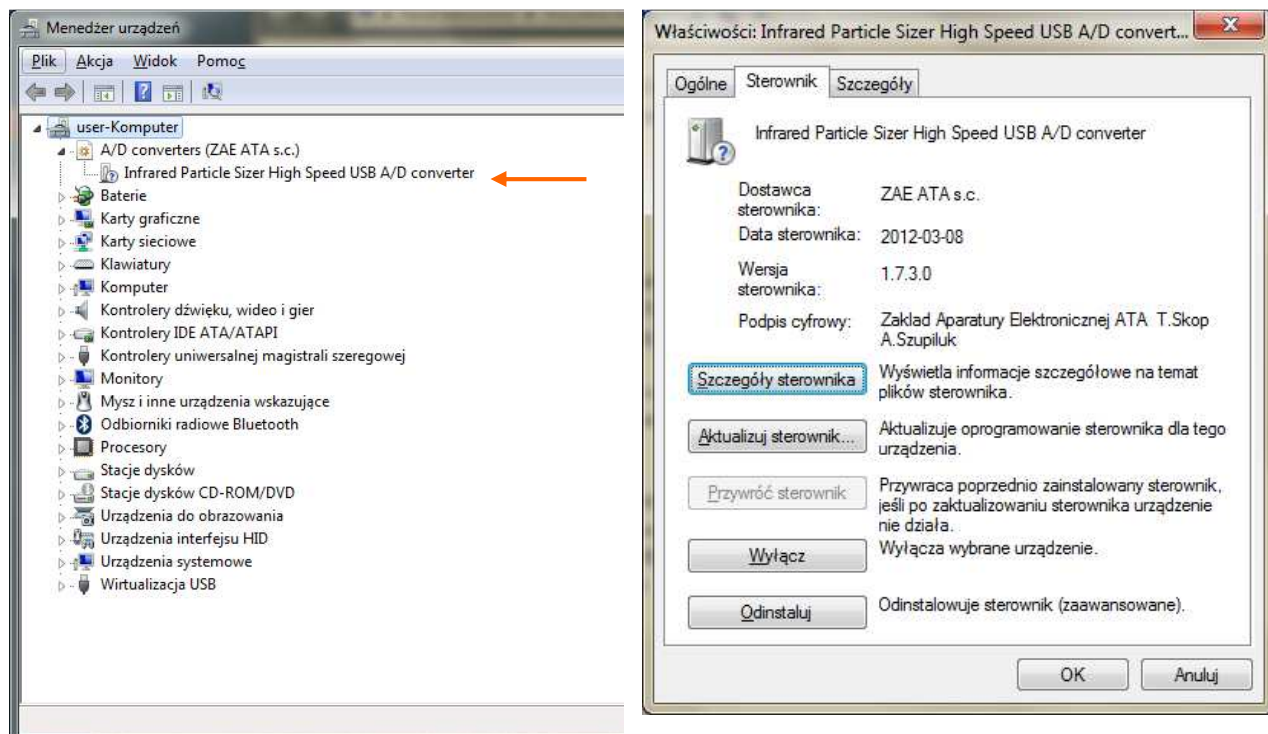 Menedżer urządzeń
Plik Akcja Widok Pomoc
user-Komputer
A/D converters (ZAE ATA s.c.)
Infrared Particle Sizer High Speed USB A/D converter
Baterie
Karty graficzne
Karty sieciowe
Klawiatury
Komputer
Kontrolery dźwięku, wideo i gier
Kontrolery IDE ATA/ATAPI
Kontrolery uniwersalnej magistrali szeregowej
Monitory
Mysz i inne urządzenia wskazujące
Odbiorniki radiowe Bluetooth
Procesory
Stacje dysków
Stacje dysków CD-ROM/DVD
Urządzenia do obrazowania
Urządzenia interfejsu HID
Urządzenia systemowe
Wirtualizacja USB
Właściwości: Infrared Particle Sizer High Speed USB A/D convert...
Ogólne Sterownik Szczegóły
Infrared Particle Sizer High Speed USB A/D converter
Dostawca
sterownika:
ZAE ATA s.c.
Data sterownika: 2012-03-08
Wersja
sterownika:
1.7.3.0
Podpis cyfrowy: Zaklad Aparatury Elektronicznej ATA T.Skop
A.Szupiluk
Szczegóły sterownika
Wyświetla informacje szczegółowe na temat
plików sterownika.
Aktualizuj sterownik...
Aktualizuje oprogramowanie sterownika dla tego
urządzenia.
Przywróć sterownik
Przywraca poprzednio zainstalowany sterownik,
jeśli po zaktualizowaniu sterownika urządzenie
nie działa.
Wyłącz
Wyłącza wybrane urządzenie.
Odinstaluj
Odinstalowuje sterownik (zaawansowane).
OK Anuluj